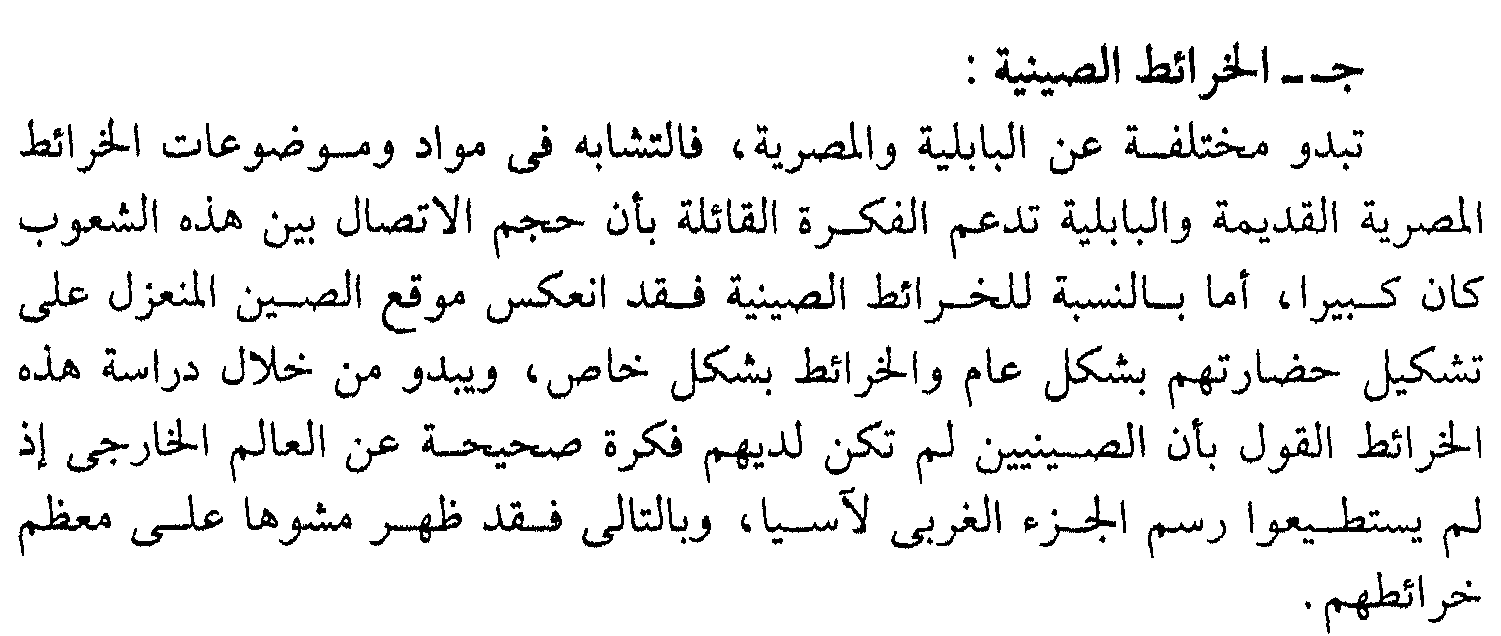 جـ ـ الخرائط الصينية :
تبدو مختلفة عن البابلية والمصرية، فالتشابه فى مواد وموضوعات الخرائط
المصرية القديمة والبابلية تدعم الفكرة القائلة بأن حجم الاتصال بين هذه الشعوب
كان كبيرا، أما بالنسبة للخرائط الصينية فقد انعكس موقع الصين المنعزل على
تشكيل حضارتهم بشكل عام والخرائط بشكل خاص، ويبدو من خلال دراسة هذه
الخرائط القول بأن الصينيين لم تكن لديهم فكرة صحيحة عن العالم الخارجى إذ
لم يستطيعوا رسم الجزء الغربى لآسيا، وبالتالى فقد ظهر مشوها على معظم
خرائطهم.